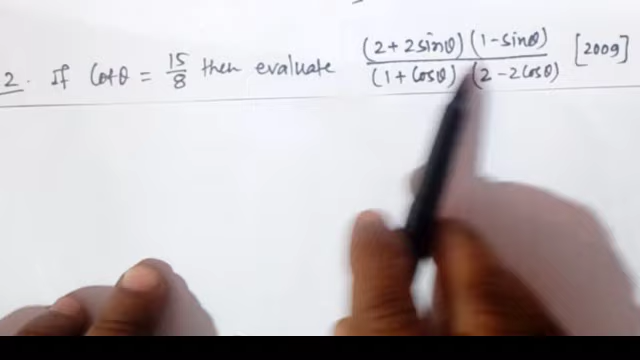 2. If Cotθ = 15/8 then evaluate (2+2sinθ)(1-sinθ)/(1+Cosθ)(2-2Cosθ) [2009]